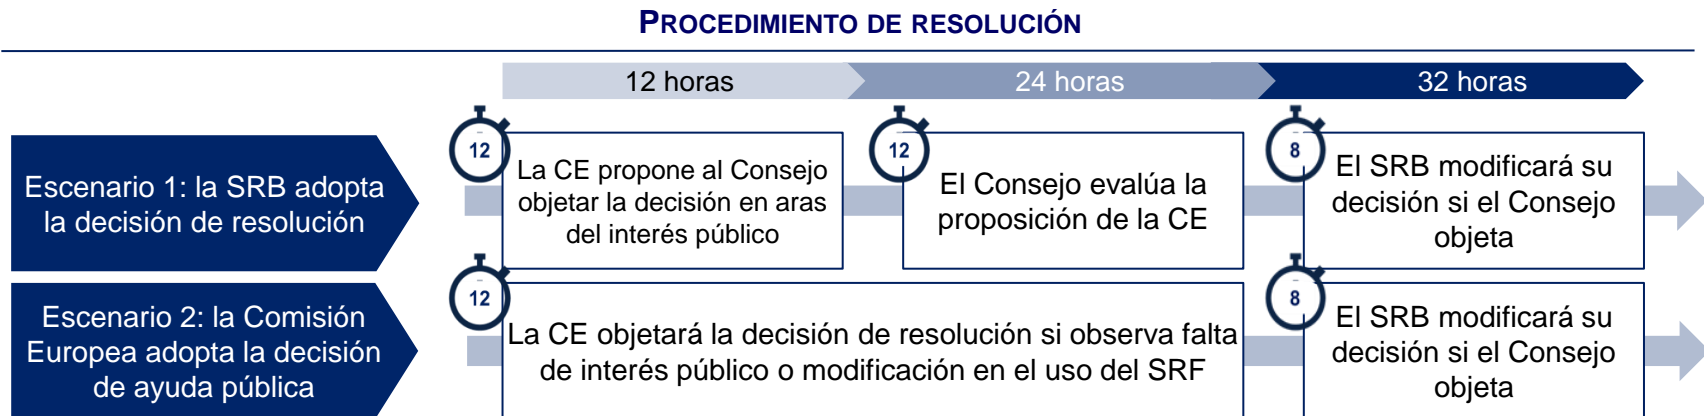 PROCEDIMIENTO DE RESOLUCIÓN
12 horas
24 horas
32 horas
Escenario 1: la SRB adopta
la decisión de resolución
12
La CE propone al Consejo
objetar la decisión en aras
del interés público
12
El Consejo evalúa la
proposición de la CE
8
El SRB modificará su
decisión si el Consejo
objeta
Escenario 2: la Comisión
Europea adopta la decisión
de ayuda pública
12
La CE objetará la decisión de resolución si observa falta
de interés público o modificación en el uso del SRF
8
El SRB modificará su
decisión si el Consejo
objeta